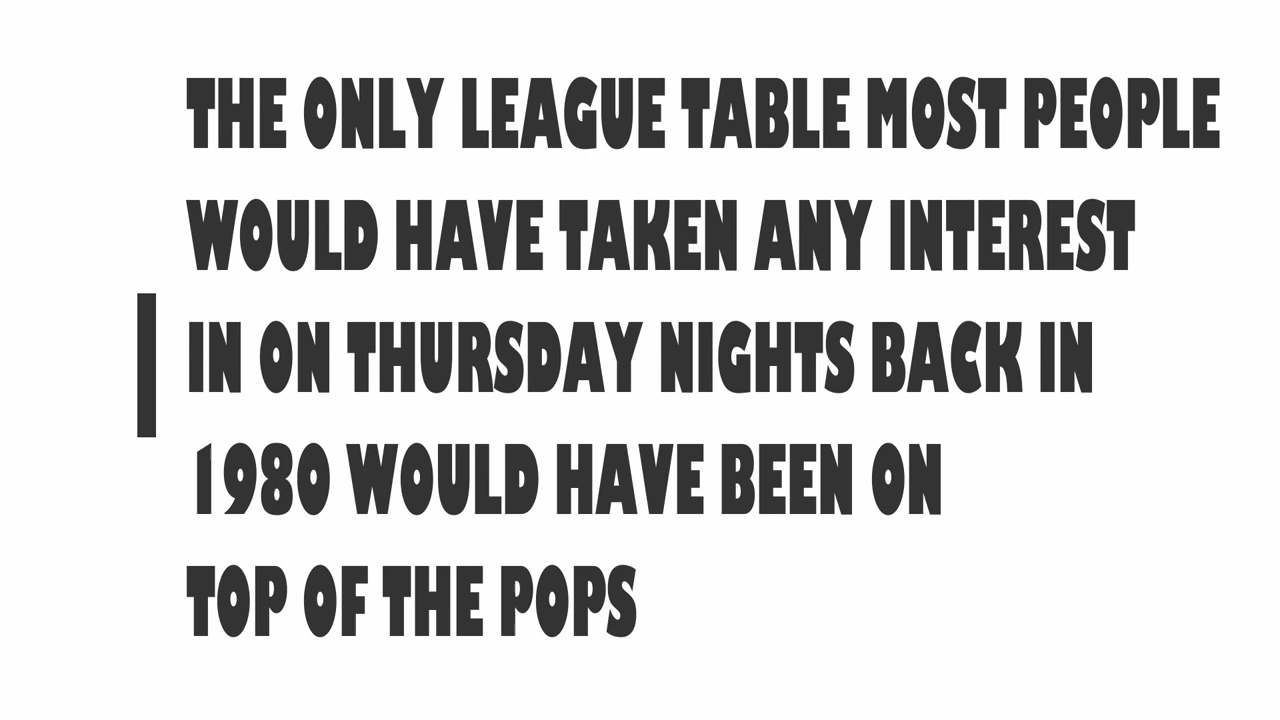 THE ONLY LEAGUE TABLE MOST PEOPLE
WOULD HAVE TAKEN ANY INTEREST
IN ON THURSDAY NIGHTS BACK IN
1980 WOULD HAVE BEEN ON
TOP OF THE POPS